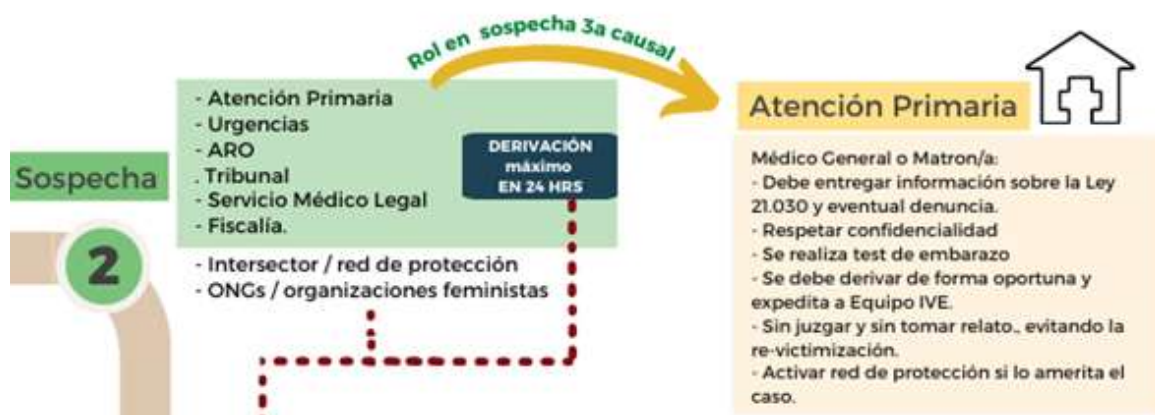 Rol en sospecha 3a causal
Sospecha
2
- Atención Primaria
- Urgencias
- ARO
. Tribunal
- Servicio Médico Legal
- Fiscalía.
DERIVACIÓN
máximo
EN 24 HRS
- Intersector / red de protección
- ONGs / organizaciones feministas
Atención Primaria
Médico General o Matron/a:
- Debe entregar información sobre la Ley
21.030 y eventual denuncia.
- Respetar confidencialidad
- Se realiza test de embarazo
- Se debe derivar de forma oportuna y
expedita a Equipo IVE.
- Sin juzgar y sin tomar relato., evitando la
re-victimización.
- Activar red de protección si lo amerita el
caso.